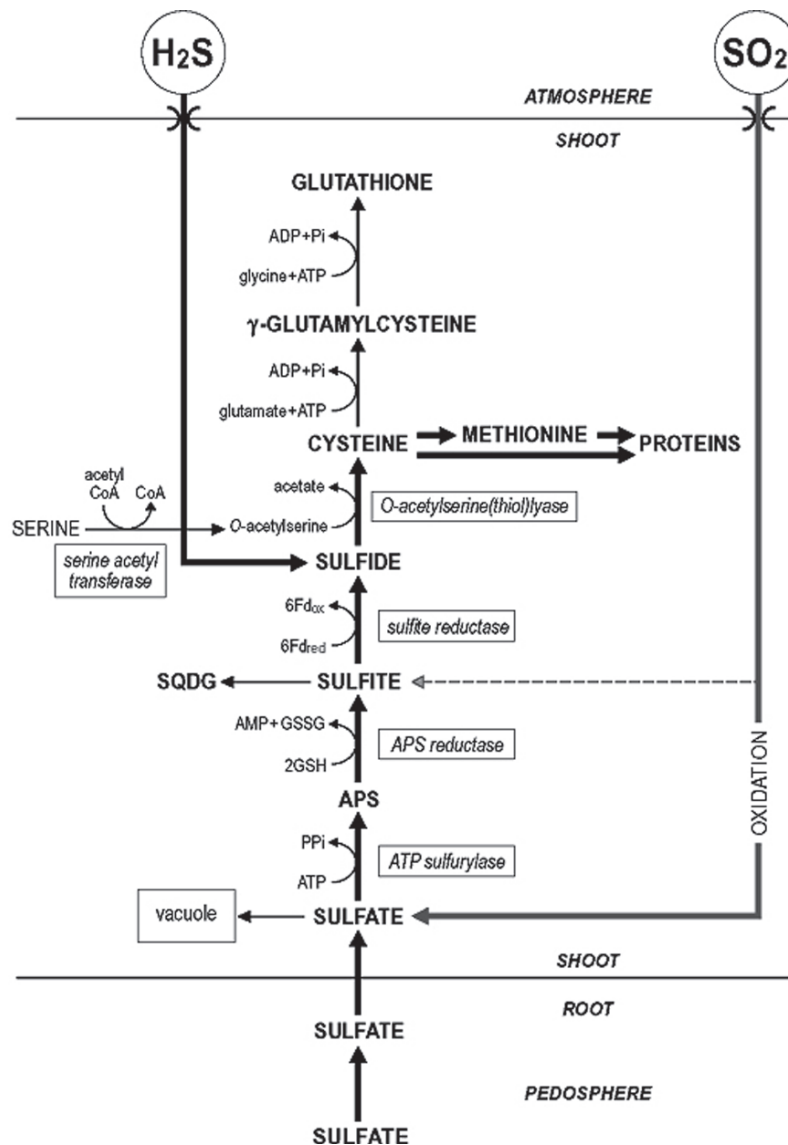 H₂S
SO₂
ATMOSPHERE
SHOOT
GLUTATHIONE
ADP+Pi
glycine+ATP
γ-GLUTAMYLCYSTEINE
ADP+Pi
glutamate+ATP
CYSTEINE
METHIONINE
PROTEINS
acetyl
CoA
CoA
acetate
O-acetylserine(thiol)lyase
SERINE
O-acetylserine
serine acetyl
transferase
SULFIDE
6Fdox
sulfite reductase
6Fdred
SQDG
SULFITE
AMP+GSSG
APS reductase
2GSH
APS
OXIDATION
PPi
ATP sulfurylase
ATP
vacuole
SULFATE
SHOOT
ROOT
SULFATE
PEDOSPHERE
SULFATE